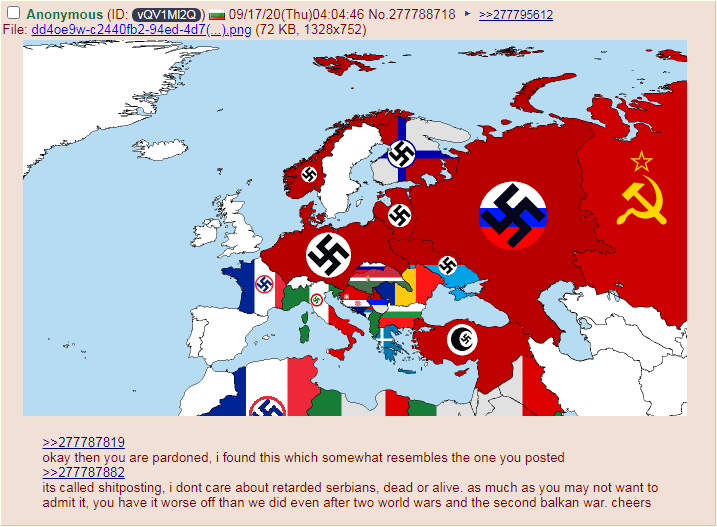 Anonymous (ID: vQV1Ml2Q) 09/17/20(Thu)04:04:46 No.277788718 ► >>277795612
File: dd4oe9w-c2440fb2-94ed-4d7(...).png (72 KB, 1328x752)
>>277787819
okay then you are pardoned, i found this which somewhat resembles the one you posted
>>277787882
its called shitposting, i dont care about retarded serbians, dead or alive. as much as you may not want to
admit it, you have it worse off than we did even after two world wars and the second balkan war. cheers